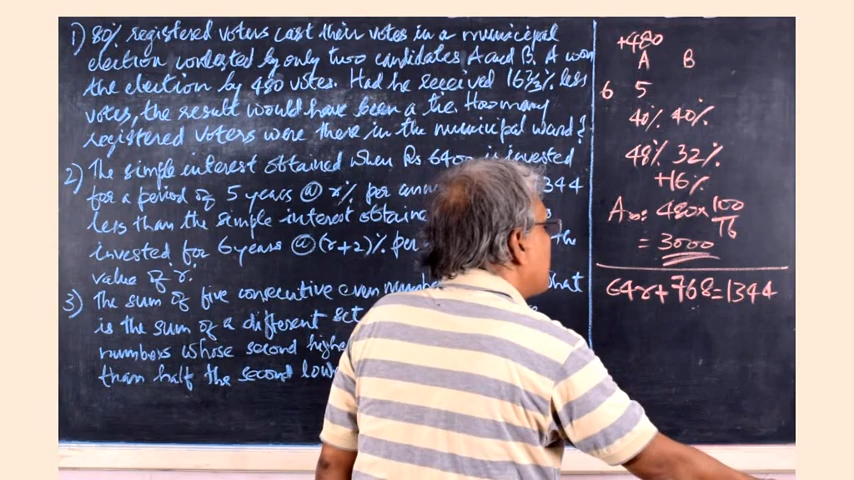 1) 80% registered voters cast their votes in a municipal
election contested by only two candidates A and B. A won
the election by 480 votes. Had he received 16⅔% less
votes, the result would have been a tie. How many
registered voters were there in the municipal ward?
2) The simple interest obtained when Rs 6400 is invested
for a period of 5 years @ r% per 1344
less than the simple interest
invested for 6 years @ (r+2)% per the
value of r.
3) The sum of five consecutive even
is the sum of a different set
numbers whose second
than half the second
+480
A B
6 5
40% 40%
48% 32%
+16%
Ans: 480×100/16
= 3000
64r+768=1344